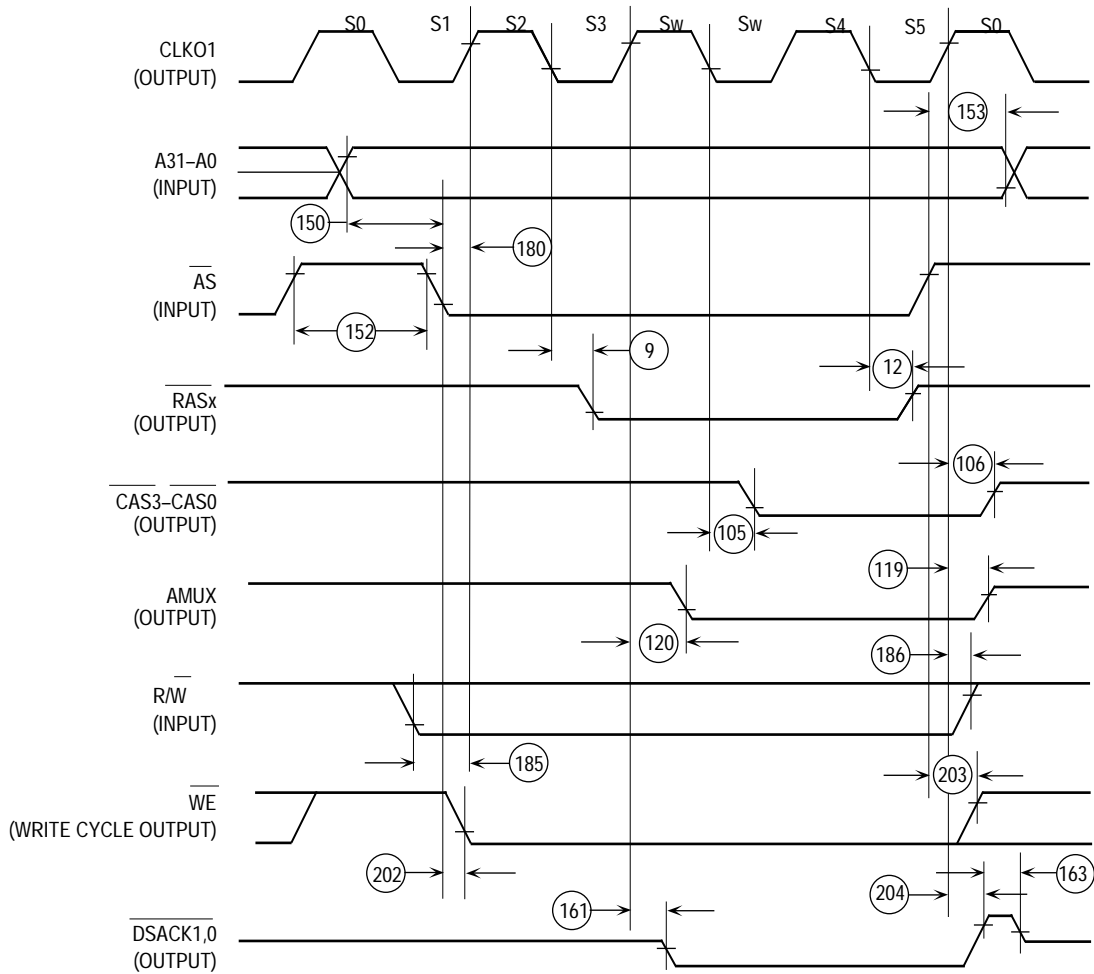 S0 S1 S2 S3 Sw Sw S4 S5 S0
CLKO1
(OUTPUT)
153
A31–A0
(INPUT)
150
180
AS
(INPUT)
152
9
12
RASx
(OUTPUT)
106
CAS3–CAS0
(OUTPUT)
105
119
AMUX
(OUTPUT)
120
186
R/W
(INPUT)
185
203
WE
(WRITE CYCLE OUTPUT)
202
163
204
161
DSACK1,0
(OUTPUT)